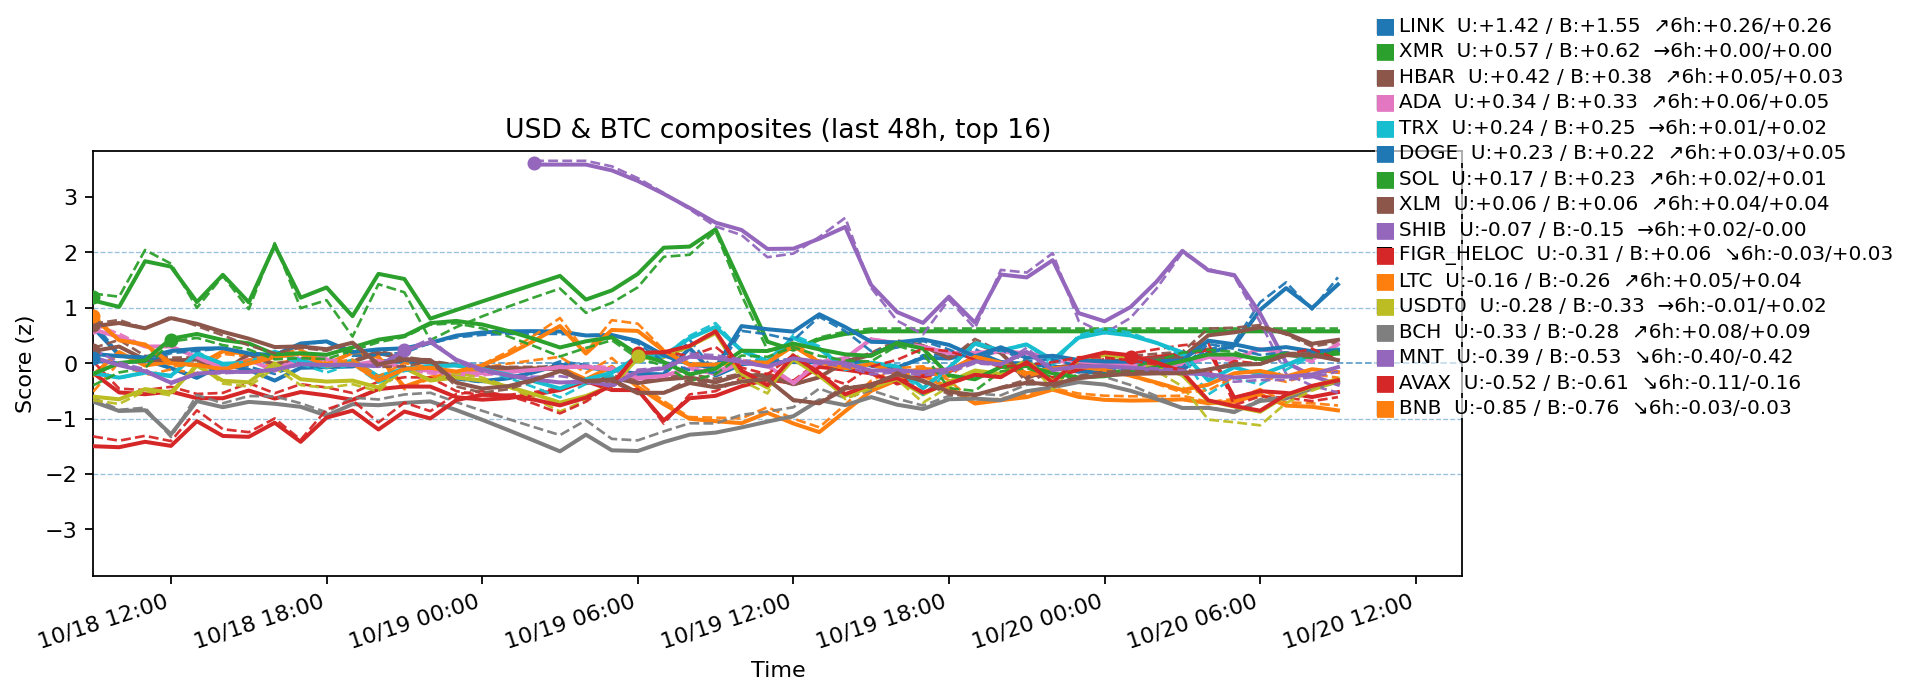 LINK  U:+1.42 / B:+1.55  ↗6h:+0.26/+0.26
XMR  U:+0.57 / B:+0.62  →6h:+0.00/+0.00
HBAR  U:+0.42 / B:+0.38  ↗6h:+0.05/+0.03
ADA  U:+0.34 / B:+0.33  ↗6h:+0.06/+0.05
TRX  U:+0.24 / B:+0.25  →6h:+0.01/+0.02
DOGE  U:+0.23 / B:+0.22  ↗6h:+0.03/+0.05
SOL  U:+0.17 / B:+0.23  ↗6h:+0.02/+0.01
XLM  U:+0.06 / B:+0.06  ↗6h:+0.04/+0.04
SHIB  U:-0.07 / B:-0.15  →6h:+0.02/-0.00
FIGR_HELOC  U:-0.31 / B:+0.06  ↘6h:-0.03/+0.03
LTC  U:-0.16 / B:-0.26  ↗6h:+0.05/+0.04
USDT0  U:-0.28 / B:-0.33  →6h:-0.01/+0.02
BCH  U:-0.33 / B:-0.28  ↗6h:+0.08/+0.09
MNT  U:-0.39 / B:-0.53  ↘6h:-0.40/-0.42
AVAX  U:-0.52 / B:-0.61  ↘6h:-0.11/-0.16
BNB  U:-0.85 / B:-0.76  ↘6h:-0.03/-0.03
USD & BTC composites (last 48h, top 16)
Score (z)
3
2
1
0
−1
−2
−3
10/18 12:00
10/18 18:00
10/19 00:00
10/19 06:00
10/19 12:00
10/19 18:00
10/20 00:00
10/20 06:00
10/20 12:00
Time